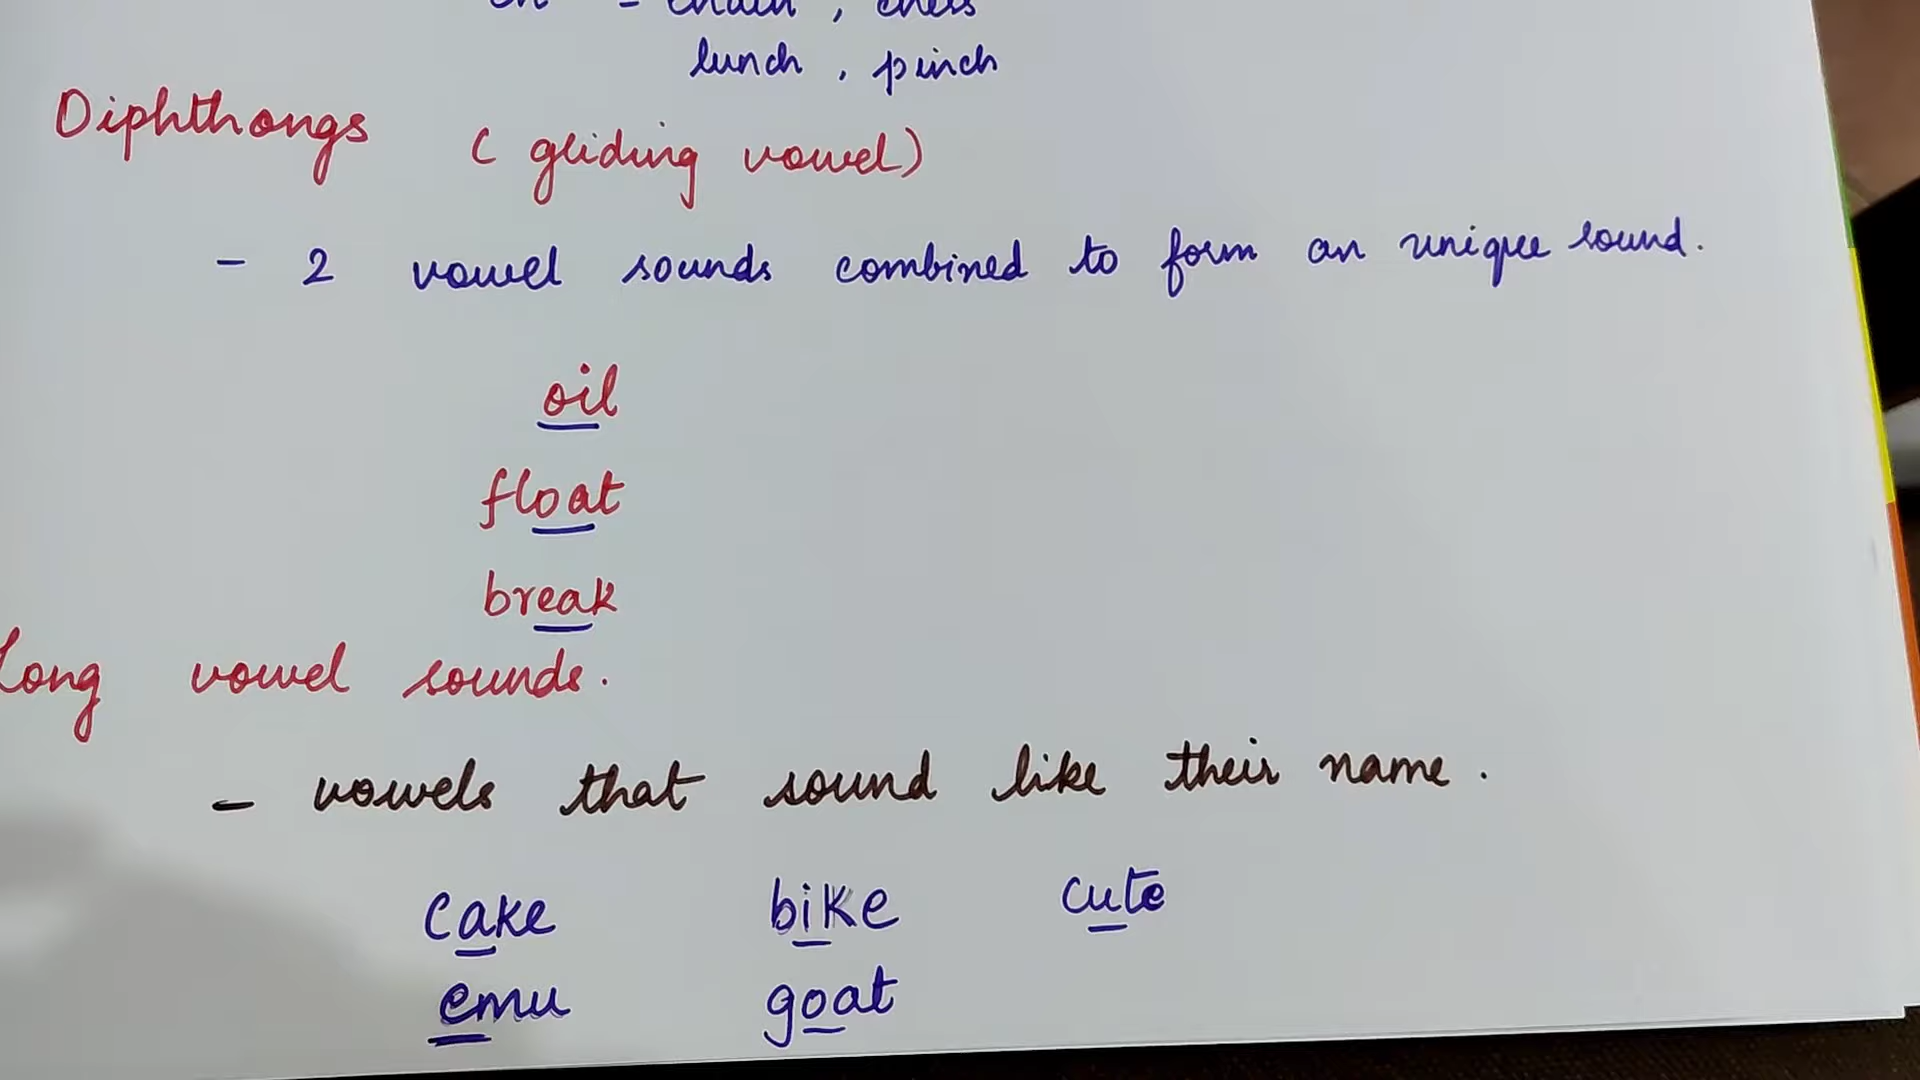 lunch, pinch
Diphthongs (gliding vowel)
- 2 vowel sounds combined to form an unique sound.
oil
float
break
Long vowel sounds.
- vowels that sound like their name.
cake bike cute
emu goat